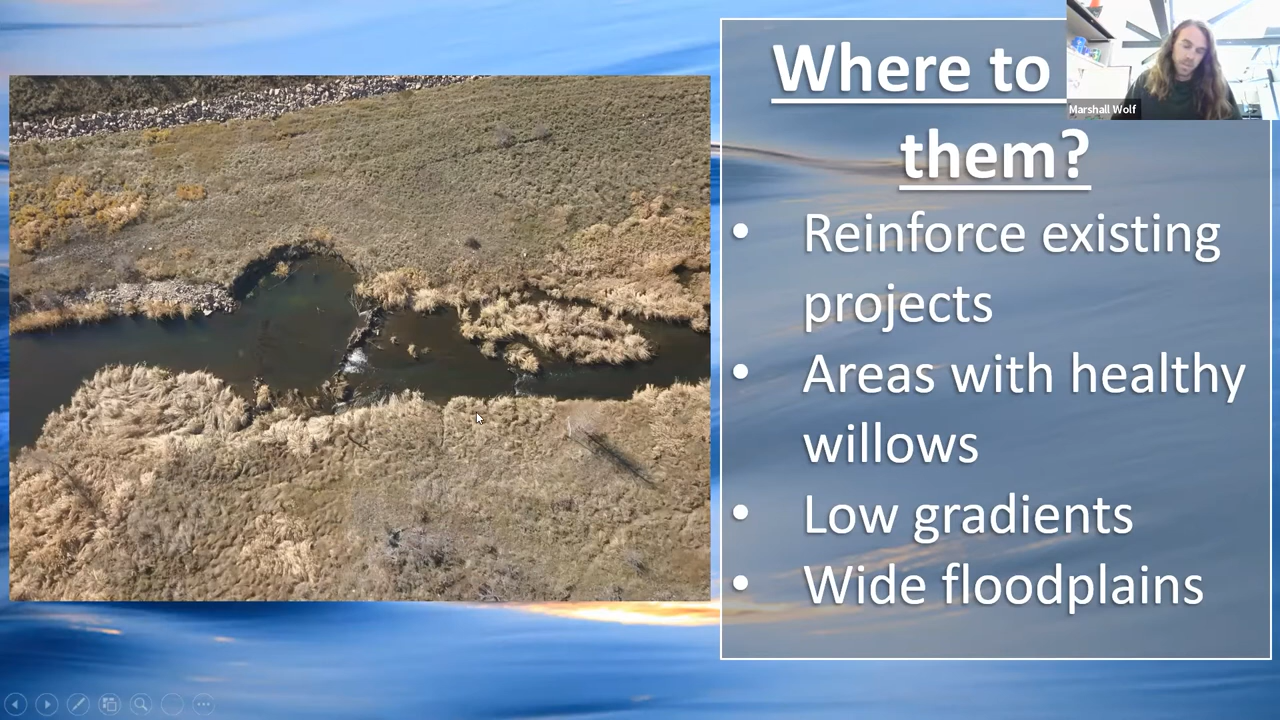 Where to
them?
Marshall Wolf
• Reinforce existing
projects
• Areas with healthy
willows
• Low gradients
• Wide floodplains